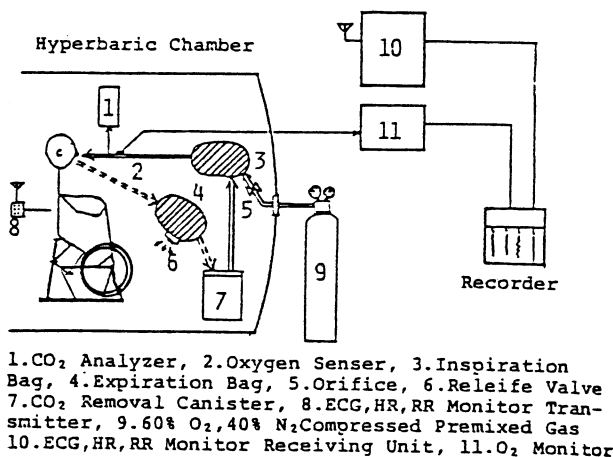 Hyperbaric Chamber
10
1
11
2
3
4
5
8
6
7
9
Recorder
1.CO₂ Analyzer, 2.Oxygen Senser, 3.Inspiration
Bag, 4.Expiration Bag, 5.Orifice, 6.Releife Valve
7.CO₂ Removal Canister, 8.ECG,HR,RR Monitor Tran-
smitter, 9.60% O₂,40% N₂Compressed Premixed Gas
10.ECG,HR,RR Monitor Receiving Unit, 11.O₂ Monitor